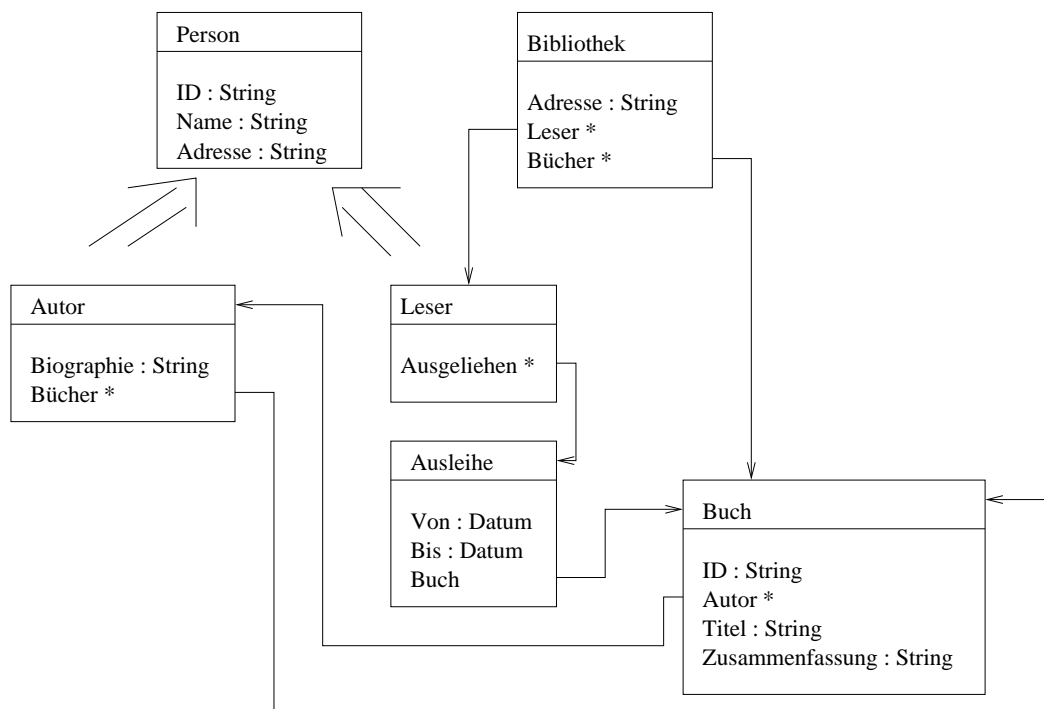 Person
ID : String
Name : String
Adresse : String
Bibliothek
Adresse : String
Leser *
Bücher *
Autor
Biographie : String
Bücher *
Leser
Ausgeliehen *
Ausleihe
Von : Datum
Bis : Datum
Buch
Buch
ID : String
Autor *
Titel : String
Zusammenfassung : String